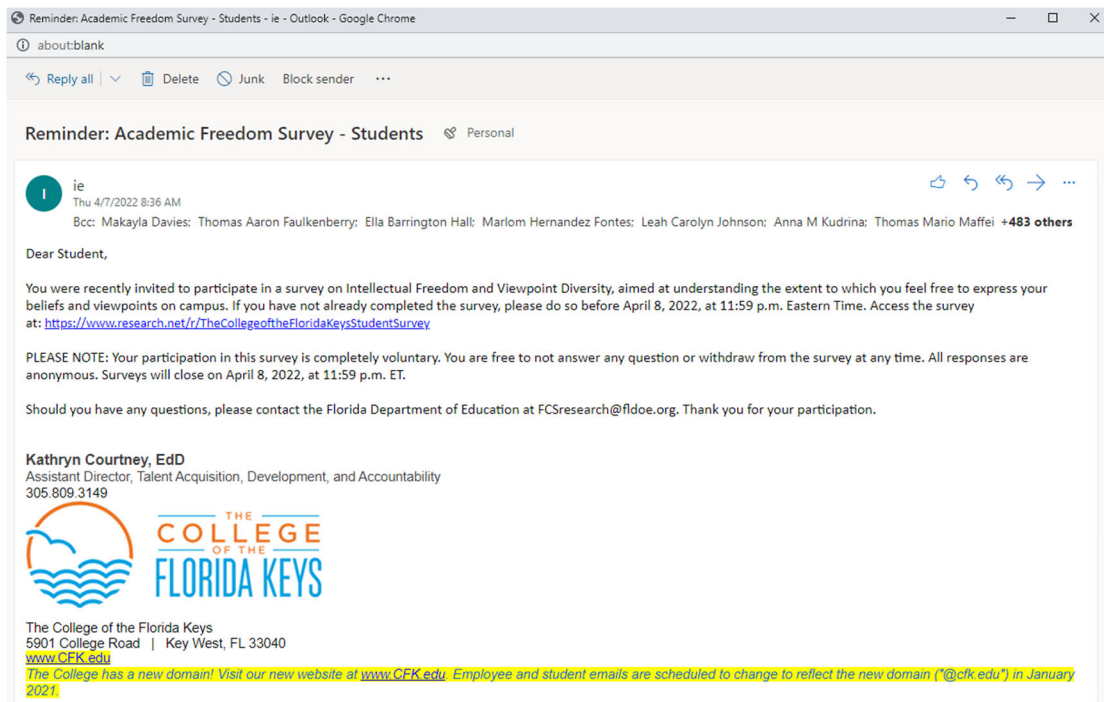 Reminder: Academic Freedom Survey - Students - ie - Outlook - Google Chrome
about:blank
Reply all Delete Junk Block sender ...
Reminder: Academic Freedom Survey - Students Personal
I
ie
Thu 4/7/2022 8:36 AM
Bcc: Makayla Davies; Thomas Aaron Faulkenberry; Ella Barrington Hall; Marlom Hernandez Fontes; Leah Carolyn Johnson; Anna M Kudrina; Thomas Mario Maffei +483 others
Dear Student,
You were recently invited to participate in a survey on Intellectual Freedom and Viewpoint Diversity, aimed at understanding the extent to which you feel free to express your
beliefs and viewpoints on campus. If you have not already completed the survey, please do so before April 8, 2022, at 11:59 p.m. Eastern Time. Access the survey
at: https://www.research.net/r/TheCollegeoftheFloridaKeysStudentSurvey
PLEASE NOTE: Your participation in this survey is completely voluntary. You are free to not answer any question or withdraw from the survey at any time. All responses are
anonymous. Surveys will close on April 8, 2022, at 11:59 p.m. ET.
Should you have any questions, please contact the Florida Department of Education at FCSresearch@fldoe.org. Thank you for your participation.
Kathryn Courtney, EdD
Assistant Director, Talent Acquisition, Development, and Accountability
305.809.3149
THE
COLLEGE
OF THE
FLORIDA KEYS
The College of the Florida Keys
5901 College Road | Key West, FL 33040
www.CFK.edu
The College has a new domain! Visit our new website at www.CFK.edu. Employee and student emails are scheduled to change to reflect the new domain ("@cfk.edu") in January
2021.